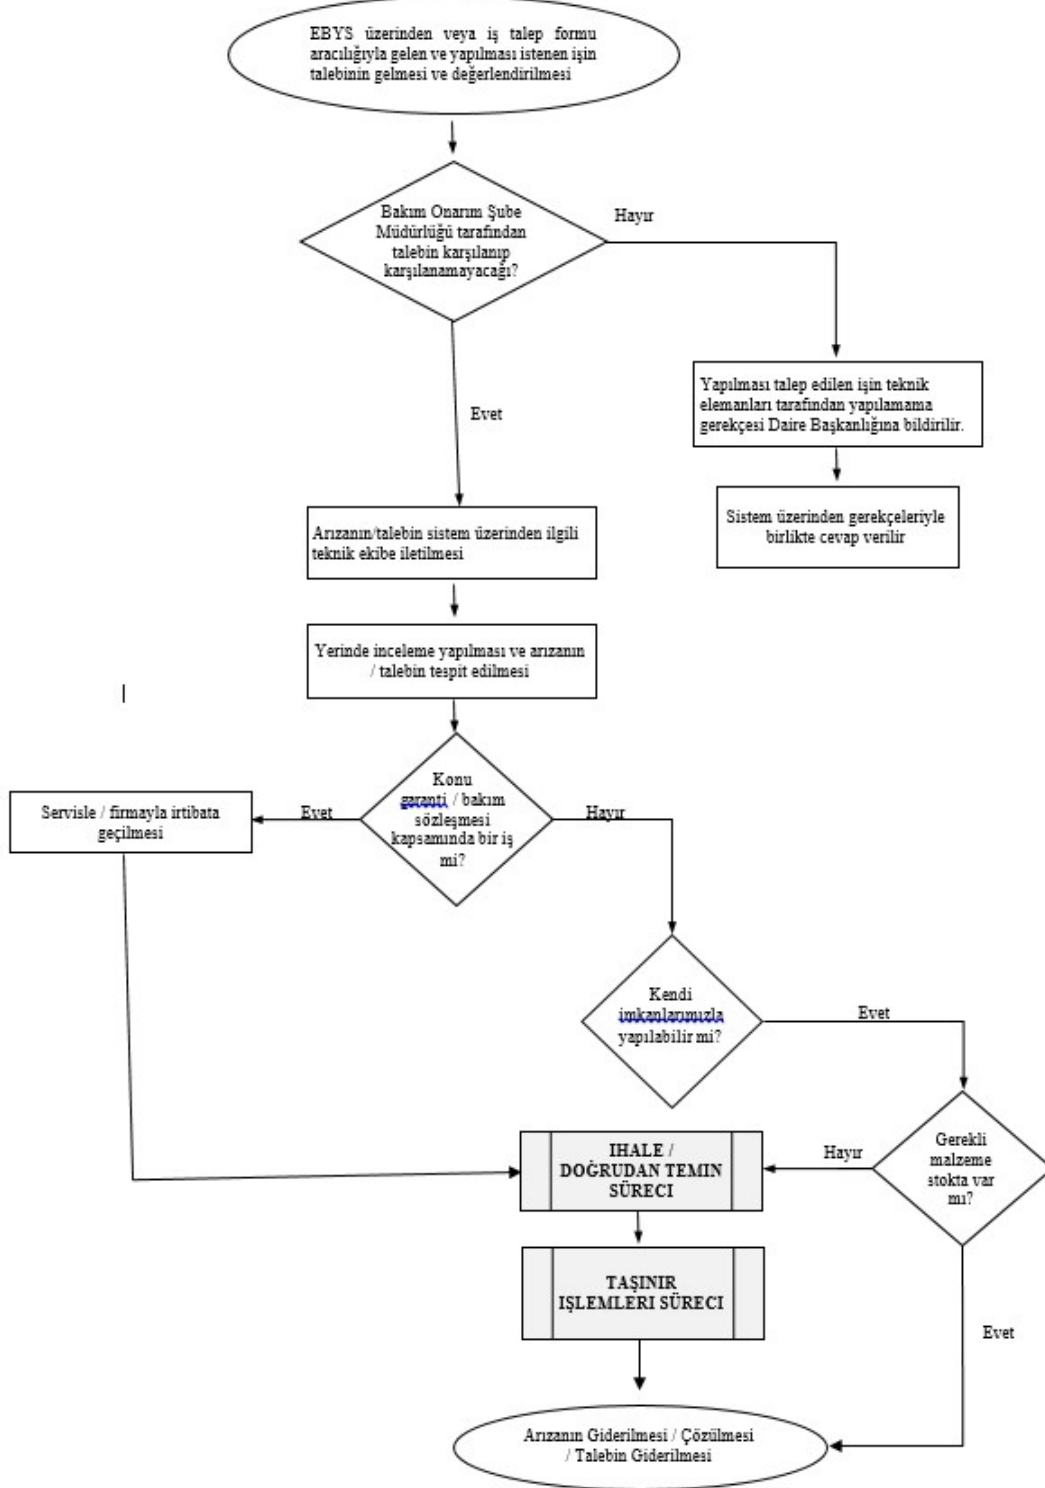 EBYS üzerinden veya iş talep formu
aracılığıyla gelen ve yapılması istenen işin
talebinin gelmesi ve değerlendirilmesi
Bakım Onarım Şube
Müdürlüğü tarafından
talebin karşılanıp
karşılanamayacağı?
Hayır
Yapılması talep edilen işin teknik
elemanları tarafından yapılamama
gerekçesi Daire Başkanlığına bildirilir.
Evet
Sistem üzerinden gerekçeleriyle
birlikte cevap verilir
Arızanın/talebin sistem üzerinden ilgili
teknik ekibe iletilmesi
Yerinde inceleme yapılması ve arızanın
/ talebin tespit edilmesi
Konu
garanti / bakım
sözleşmesi
kapsamında bir iş
mi?
Evet
Servisle / firmayla irtibata
geçilmesi
Hayır
Kendi
imkanlarımızla
yapılabilir mi?
Evet
Gerekli
malzeme
stokta var
mı?
Hayır
IHALE /
DOĞRUDAN TEMIN
SÜRECI
TAŞINIR
IŞLEMLERI SÜRECI
Evet
Arızanın Giderilmesi / Çözülmesi
/ Talebin Giderilmesi